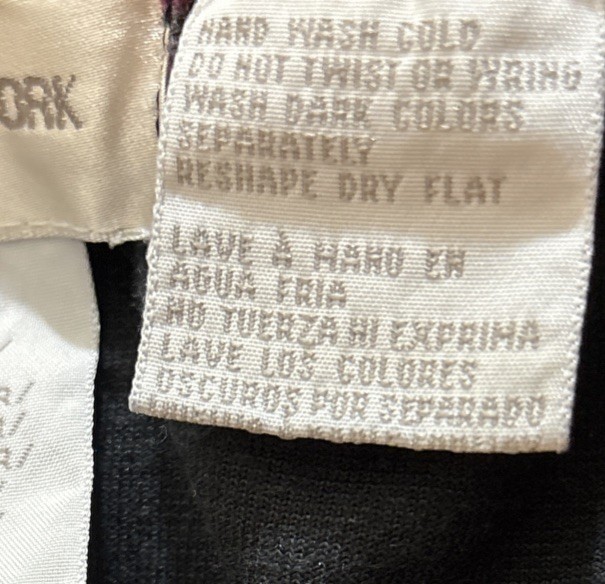 ORK
HAND WASH COLD
DO NOT TWIST OR WRING
WASH DARK COLORS
SEPARATELY
RESHAPE DRY FLAT
LAVE À MANO EN
AGUA FRIA
NO TUERZA NI EXPRIMA
LAVE LOS COLORES
OSCUROS POR SEPARADO
R/
R/